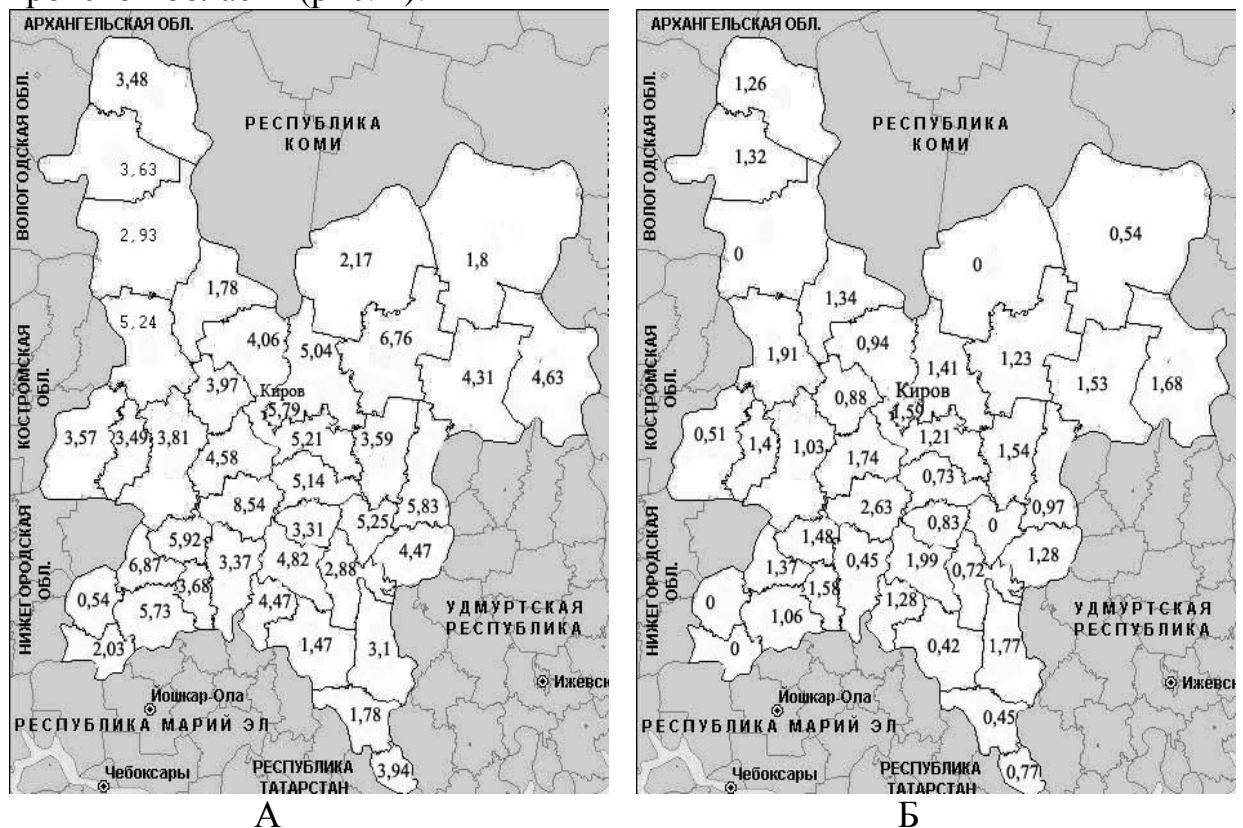 АРХАНГЕЛЬСКАЯ ОБЛ.
ВОЛОГОДСКАЯ ОБЛ.
РЕСПУБЛИКА
КОМИ
КОСТРОМСКАЯ
ОБЛ.
НИЖЕГОРОДСКАЯ
ОБЛ.
3,48
3,63
2,93
2,17
1,8
1,78
5,24
4,06
5,04
6,76
4,31
4,63
3,97
Киров
5,79
3,57
3,49
3,81
5,21
3,59
4,58
5,14
8,54
5,83
3,31
5,25
5,92
3,37
4,82
4,47
6,87
2,88
3,68
0,54
4,47
5,73
УДМУРТСКАЯ
РЕСПУБЛИКА
2,03
1,47
3,1
Ижевск
Йошкар-Ола
1,78
РЕСПУБЛИКА МАРИЙ ЭЛ
РЕСПУБЛИКА
ТАТАРСТАН
3,94
Чебоксары
А
АРХАНГЕЛЬСКАЯ ОБЛ.
ВОЛОГОДСКАЯ ОБЛ.
РЕСПУБЛИКА
КОМИ
КОСТРОМСКАЯ
ОБЛ.
НИЖЕГОРОДСКАЯ
ОБЛ.
1,26
1,32
0
0
0,54
1,34
1,91
0,94
1,41
1,23
1,53
1,68
0,88
Киров
1,59
0,51
1,4
1,03
1,21
1,54
1,74
0,73
2,63
0,97
0,83
0
1,48
0,45
1,99
1,28
1,37
0,72
1,58
0
1,28
1,06
УДМУРТСКАЯ
РЕСПУБЛИКА
0
0,42
1,77
Ижевск
Йошкар-Ола
0,45
РЕСПУБЛИКА МАРИЙ ЭЛ
РЕСПУБЛИКА
ТАТАРСТАН
0,77
Чебоксары
Б